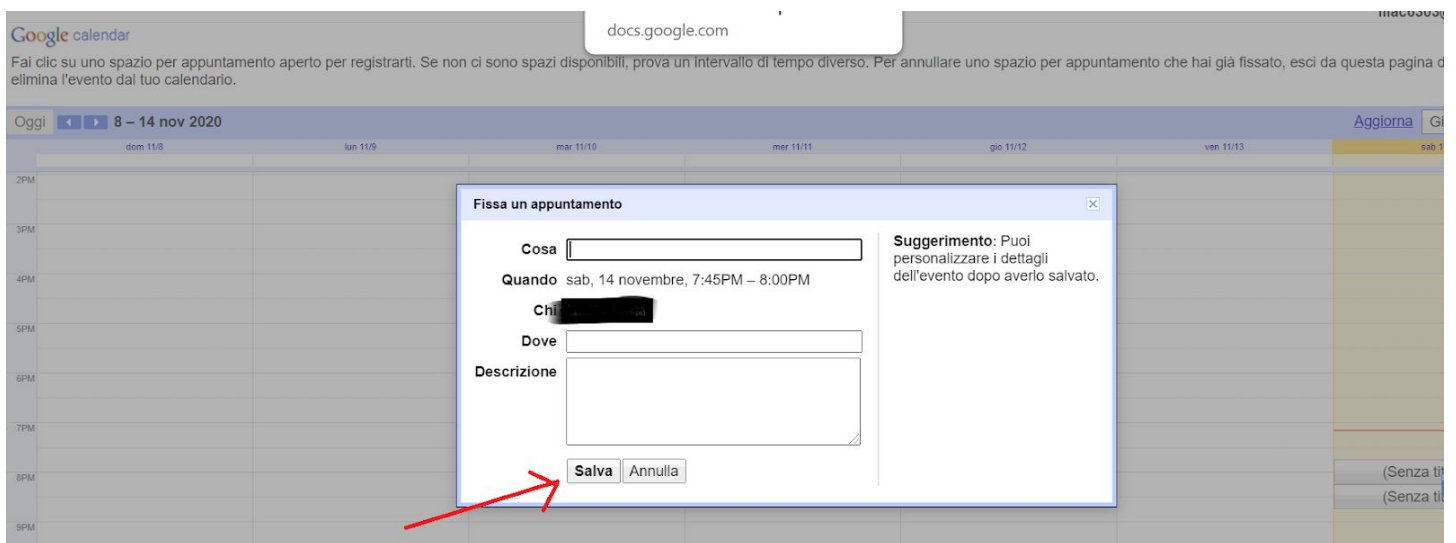 docs.google.com
Google calendar
Fai clic su uno spazio per appuntamento aperto per registrarti. Se non ci sono spazi disponibili, prova un intervallo di tempo diverso. Per annullare uno spazio per appuntamento che hai già fissato, esci da questa pagina
elimina l'evento dal tuo calendario.
Oggi 8 – 14 nov 2020 Aggiorna
dom 11/8 lun 11/9 mar 11/10 mer 11/11 gio 11/12 ven 11/13 sab
2PM
Fissa un appuntamento
3PM
Cosa
Suggerimento: Puoi
personalizzare i dettagli
dell'evento dopo averlo salvato.
4PM
Quando sab, 14 novembre, 7:45PM – 8:00PM
Chi
5PM
Dove
Descrizione
6PM
7PM
Salva Annulla
8PM
(Senza
(Senza
9PM